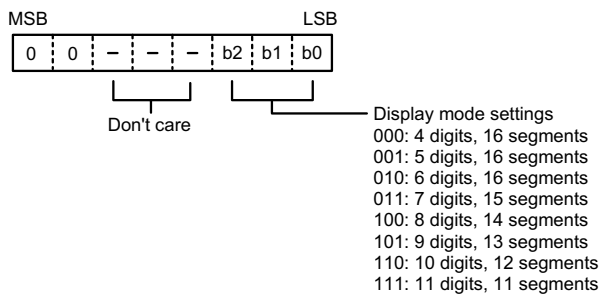 MSB LSB
0 0 – – – b2 b1 b0
Don't care
Display mode settings
000: 4 digits, 16 segments
001: 5 digits, 16 segments
010: 6 digits, 16 segments
011: 7 digits, 15 segments
100: 8 digits, 14 segments
101: 9 digits, 13 segments
110: 10 digits, 12 segments
111: 11 digits, 11 segments